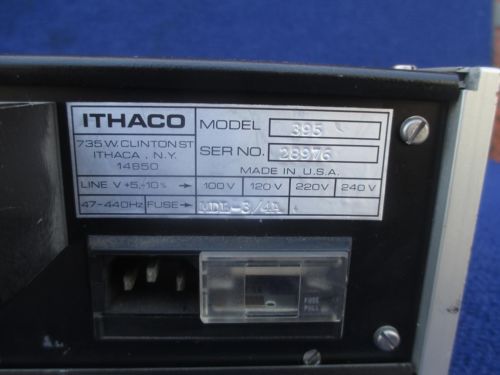 ITHACO
735 W. CLINTON ST
ITHACA, N.Y.
14850
MODEL 395
SER NO. 28976
MADE IN U.S.A.
LINE V +5,-10% → 100V 120V 220V 240V
47-440Hz FUSE → MDL-3/4A
FUSE
PULL